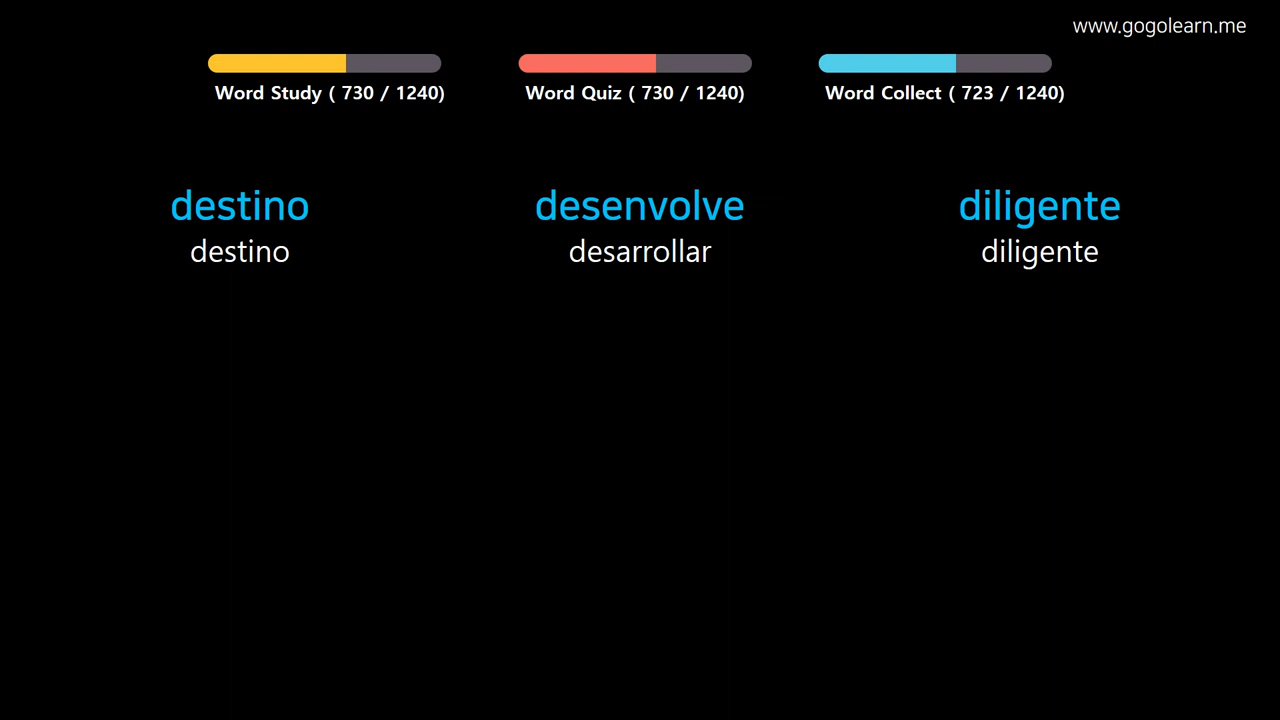 www.gogolearn.me
Word Study ( 730 / 1240)
Word Quiz ( 730 / 1240)
Word Collect ( 723 / 1240)
destino
desenvolve
diligente
destino
desarrollar
diligente